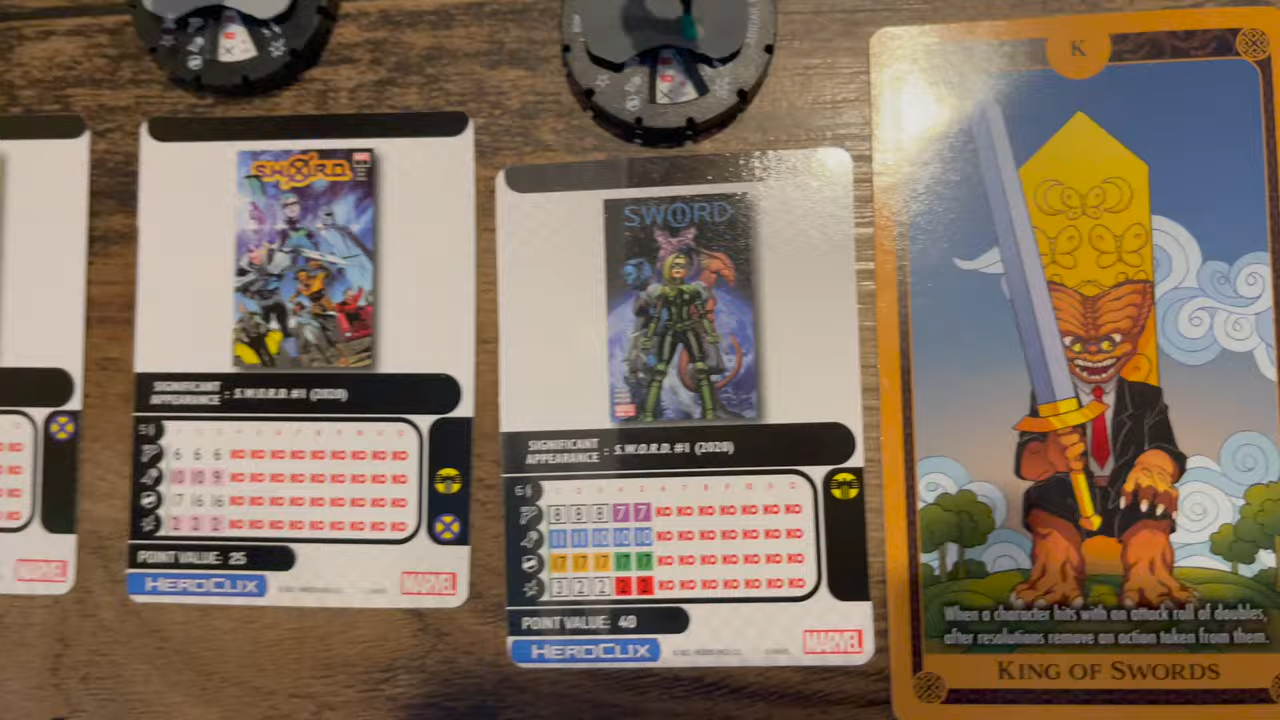 SWORD
SIGNIFICANT
APPEARANCE : S.W.O.R.D. #1 (2020)
5
6 6 6 KO KO KO KO KO KO KO KO KO
10 10 9 KO KO KO KO KO KO KO KO KO
17 16 16 KO KO KO KO KO KO KO KO KO
2 2 2 KO KO KO KO KO KO KO KO KO
POINT VALUE: 25
HEROCLIX
MARVEL
SWORD
SIGNIFICANT
APPEARANCE : S.W.O.R.D. #1 (2020)
6
8 8 8 7 7 KO KO KO KO KO KO KO
11 11 10 10 10 KO KO KO KO KO KO KO
17 17 17 17 17 KO KO KO KO KO KO KO
3 2 2 2 2 KO KO KO KO KO KO KO
POINT VALUE: 40
HEROCLIX
MARVEL
MARVEL
K
When a character hits with an attack roll of doubles,
after resolutions remove an action taken from them.
KING OF SWORDS